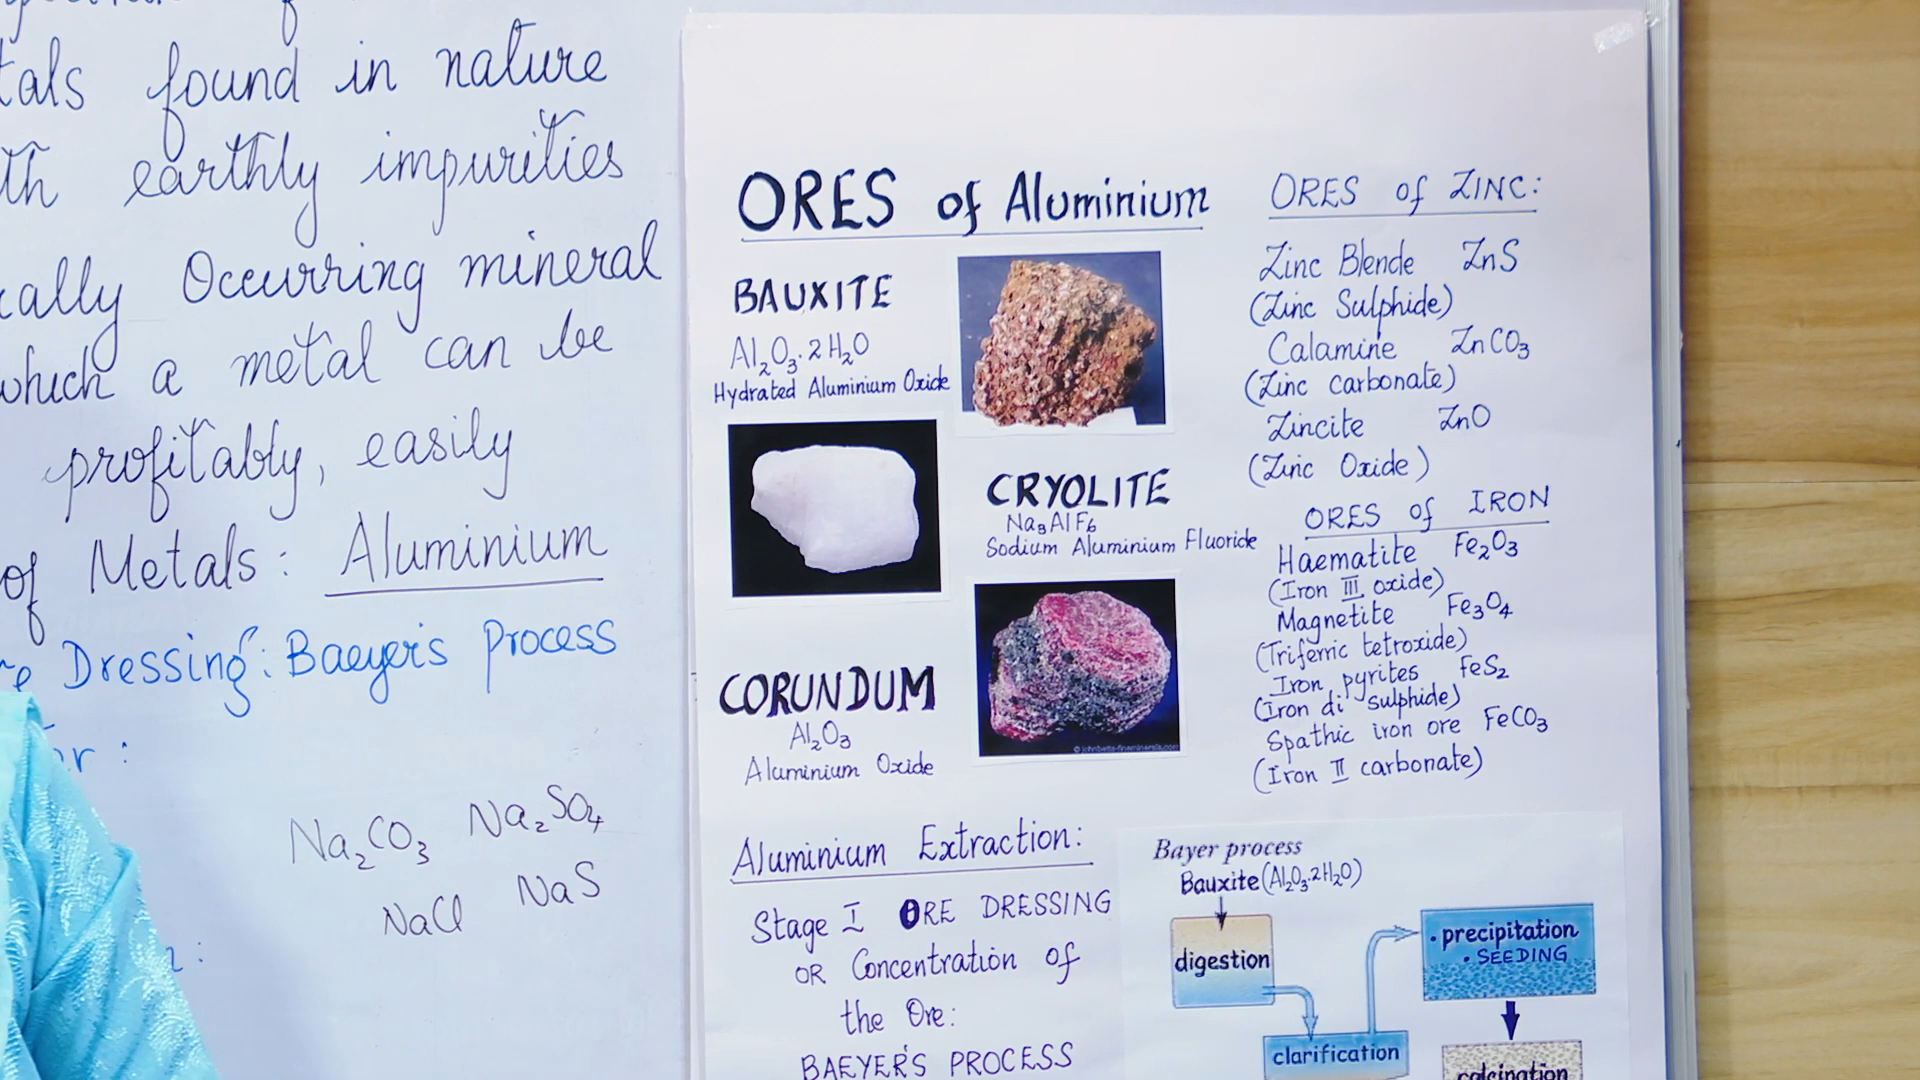 found in nature
earthly impurities
Occurring mineral
which a metal can be
profitably, easily
of Metals: Aluminium
Dressing: Baeyer's Process
Na₂CO₃ Na₂SO₄
NaCl NaS
ORES of Aluminium
BAUXITE
Al₂O₃.2H₂O
Hydrated Aluminium Oxide
CRYOLITE
Na₃AlF₆
Sodium Aluminium Fluoride
CORUNDUM
Al₂O₃
Aluminium Oxide
© johnbetts-fineminerals.com
ORES of ZINC:
Zinc Blende ZnS
(Zinc Sulphide)
Calamine ZnCO₃
(Zinc carbonate)
Zincite ZnO
(Zinc Oxide)
ORES of IRON
Haematite Fe₂O₃
(Iron III oxide)
Magnetite Fe₃O₄
(Triferric tetroxide)
Iron pyrites FeS₂
(Iron di sulphide)
Spathic iron ore FeCO₃
(Iron II carbonate)
Aluminium Extraction:
Stage I ORE DRESSING
OR Concentration of
the Ore:
BAEYER'S PROCESS
Bayer process
Bauxite (Al₂O₃.2H₂O)
digestion
• precipitation
• SEEDING
clarification
calcination